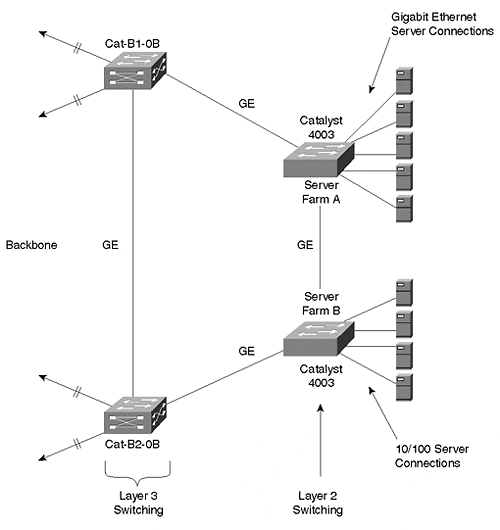 Gigabit Ethernet
Server Connections
Cat-B1-0B
GE
Catalyst
4003
Server
Farm A
Backbone
GE
GE
Server
Farm B
GE
Catalyst
4003
Cat-B2-0B
10/100 Server
Connections
Layer 3
Switching
Layer 2
Switching